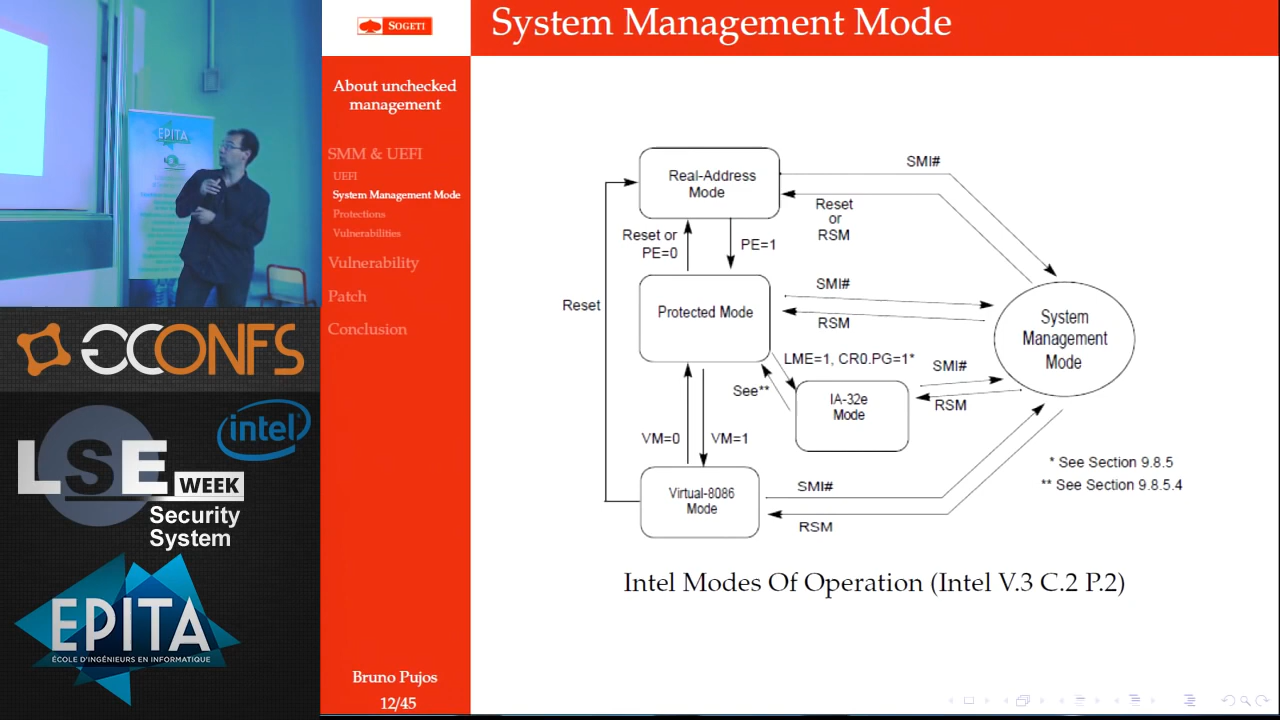 SOGETI
System Management Mode
About unchecked
management
SMM & UEFI
UEFI
System Management Mode
Protections
Vulnerabilities
Vulnerability
Patch
Conclusion
Bruno Pujos
12/45
EPITA
GCONFS
LSE
WEEK
Security
System
intel
EPITA
ÉCOLE D'INGÉNIEURS EN INFORMATIQUE
Real-Address
Mode
SMI#
Reset
or
RSM
Reset or
PE=0
PE=1
Reset
Protected Mode
SMI#
RSM
System
Management
Mode
LME=1, CR0.PG=1*
See**
IA-32e
Mode
SMI#
RSM
VM=0
VM=1
Virtual-8086
Mode
SMI#
RSM
* See Section 9.8.5
** See Section 9.8.5.4
Intel Modes Of Operation (Intel V.3 C.2 P.2)